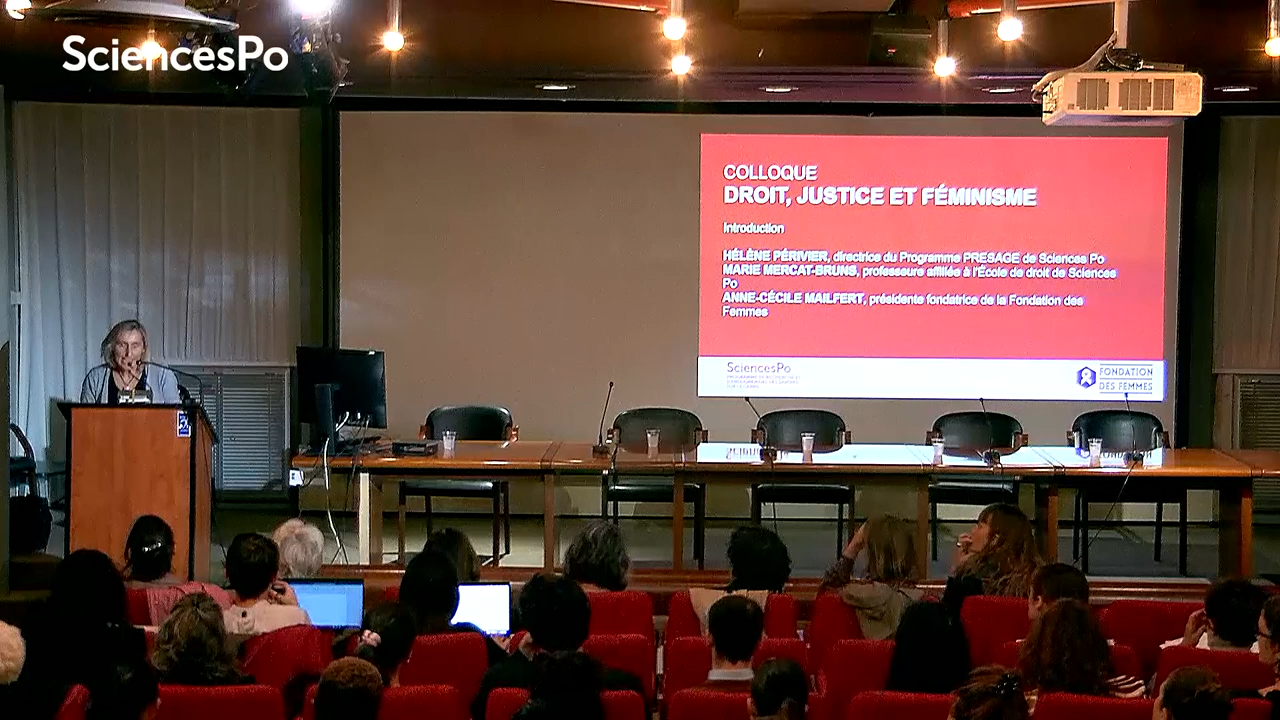 SciencesPo
COLLOQUE
DROIT, JUSTICE ET FÉMINISME
Introduction
HÉLÈNE PÉRIVIER, directrice du Programme PRESAGE de Sciences Po
MARIE MERCAT-BRUNS, professeure affiliée à l'École de droit de Sciences
Po
ANNE-CÉCILE MAILFERT, présidente fondatrice de la Fondation des
Femmes
SciencesPo
FONDATION
DES FEMMES